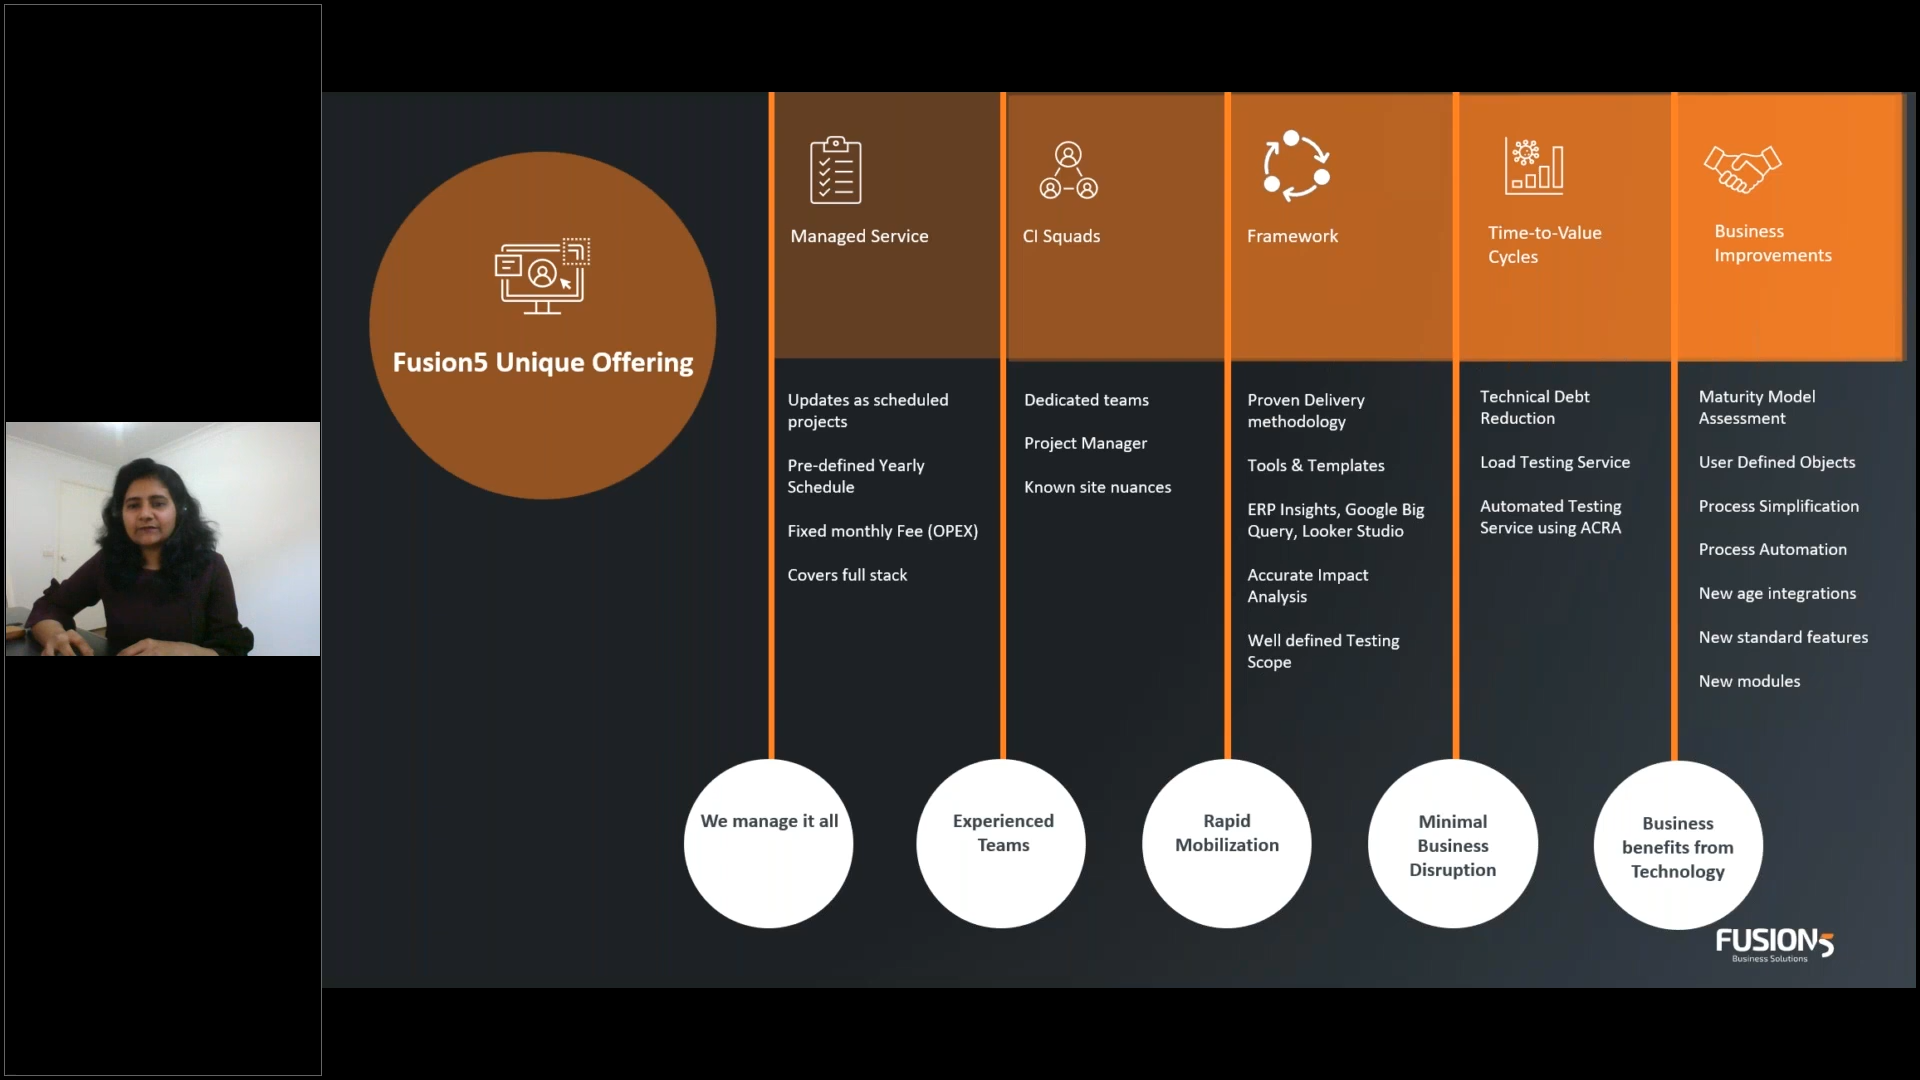 Fusion5 Unique Offering
Managed Service
Updates as scheduled
projects
Pre-defined Yearly
Schedule
Fixed monthly Fee (OPEX)
Covers full stack
We manage it all
CI Squads
Dedicated teams
Project Manager
Known site nuances
Experienced
Teams
Framework
Proven Delivery
methodology
Tools & Templates
ERP Insights, Google Big
Query, Looker Studio
Accurate Impact
Analysis
Well defined Testing
Scope
Rapid
Mobilization
Time-to-Value
Cycles
Technical Debt
Reduction
Load Testing Service
Automated Testing
Service using ACRA
Minimal
Business
Disruption
Business
Improvements
Maturity Model
Assessment
User Defined Objects
Process Simplification
Process Automation
New age integrations
New standard features
New modules
Business
benefits from
Technology
FUSION5
Business Solutions